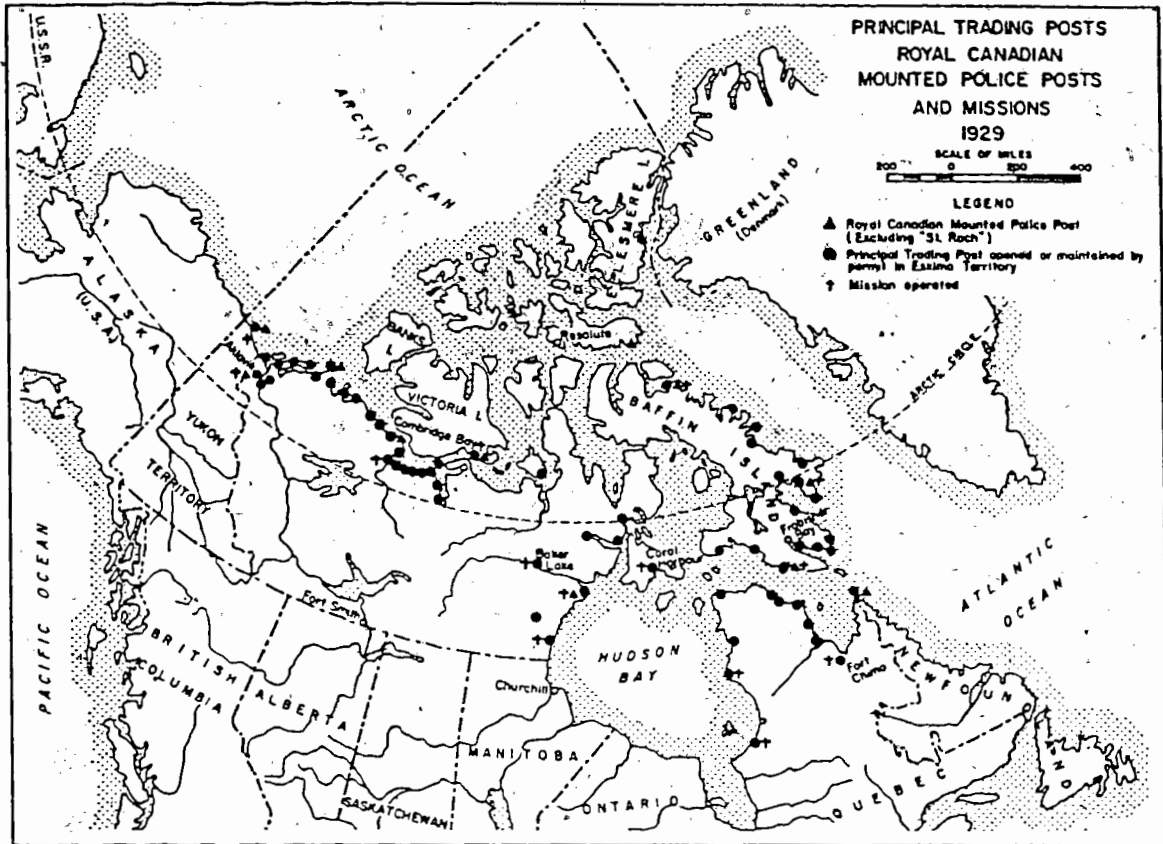 PRINCIPAL TRADING POSTS
ROYAL CANADIAN
MOUNTED POLICE POSTS
AND MISSIONS
1929
SCALE OF MILES
200 0 200 400
LEGEND
Royal Canadian Mounted Police Post
(Excluding "St. Roch")
Principal Trading Post opened or maintained by
permit in Eskimo Territory
Mission operated
U.S.S.R.
ARCTIC OCEAN
ELLESMERE I.
GREENLAND
(Denmark)
ALASKA
(U.S.A.)
BANKS
I.
Resolute
Aklavik
VICTORIA I.
Cambridge Bay
BAFFIN ISLAND
ARCTIC CIRCLE
YUKON
TERRITORY
Frobisher
Bay
Baker
Lake
Coral
Harbour
PACIFIC OCEAN
ATLANTIC
OCEAN
Fort Smith
BRITISH
COLUMBIA
ALBERTA
HUDSON
BAY
Churchill
Fort
Chimo
NEWFOUNDLAND
MANITOBA
SASKATCHEWAN
ONTARIO
QUEBEC